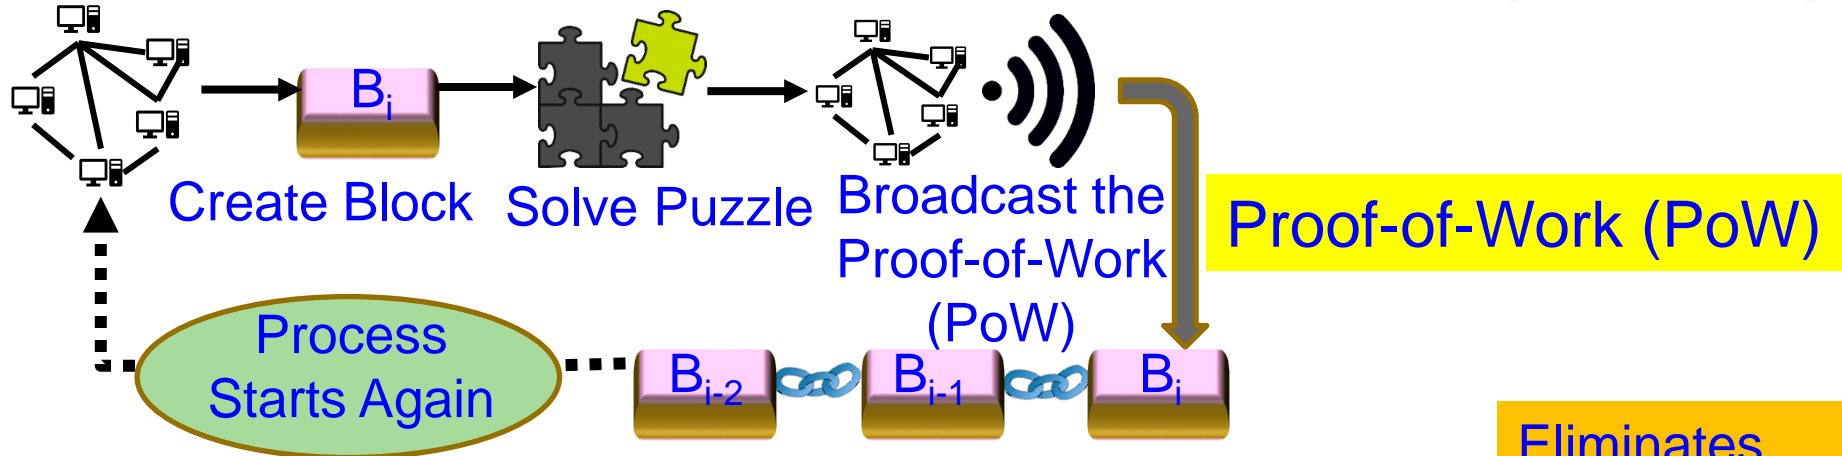 Bᵢ
Create Block
Solve Puzzle
Broadcast the
Proof-of-Work
(PoW)
Proof-of-Work (PoW)
Process
Starts Again
Bᵢ₋₂
Bᵢ₋₁
Bᵢ
Eliminates